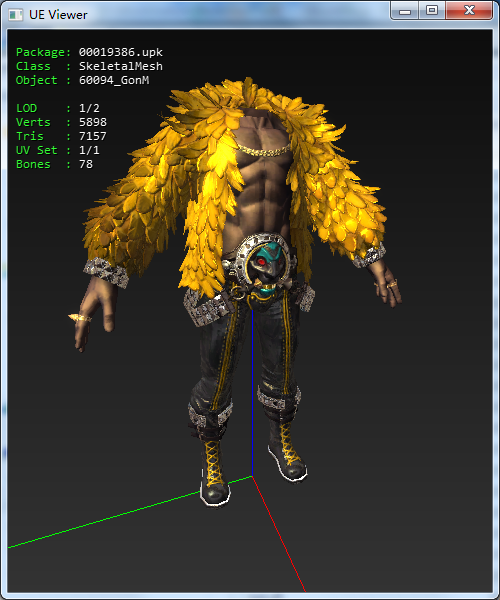 UE Viewer
Package: 00019386.upk
Class : SkeletalMesh
Object : 60094_GonM
LOD : 1/2
Verts : 5898
Tris : 7157
UV Set : 1/1
Bones : 78